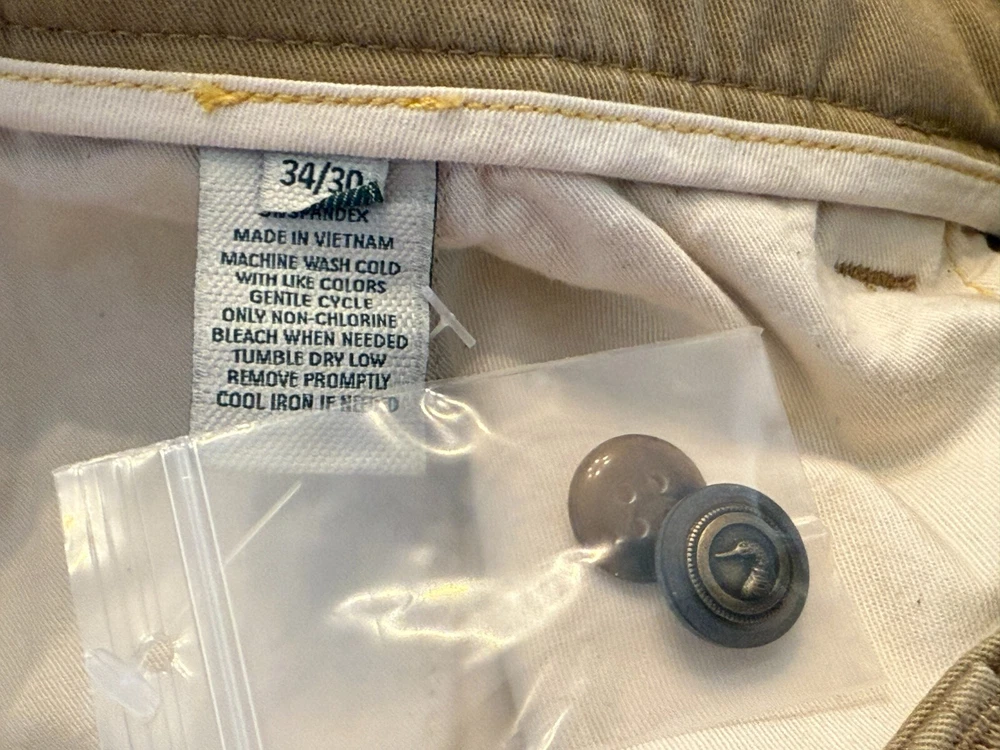 34/30
SPANDEX
MADE IN VIETNAM
MACHINE WASH COLD
WITH LIKE COLORS
GENTLE CYCLE
ONLY NON-CHLORINE
BLEACH WHEN NEEDED
TUMBLE DRY LOW
REMOVE PROMPTLY
COOL IRON IF NEEDED